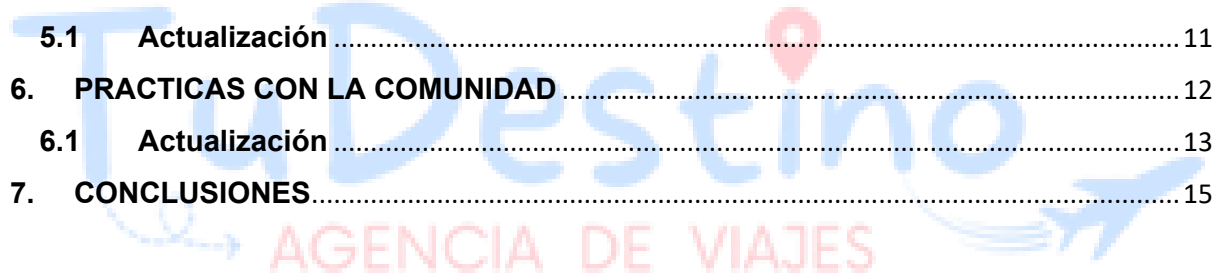 5.1 Actualización ........ 11
6. PRACTICAS CON LA COMUNIDAD ........ 12
6.1 Actualización ........ 13
7. CONCLUSIONES ........ 15
TuDestino
AGENCIA DE VIAJES